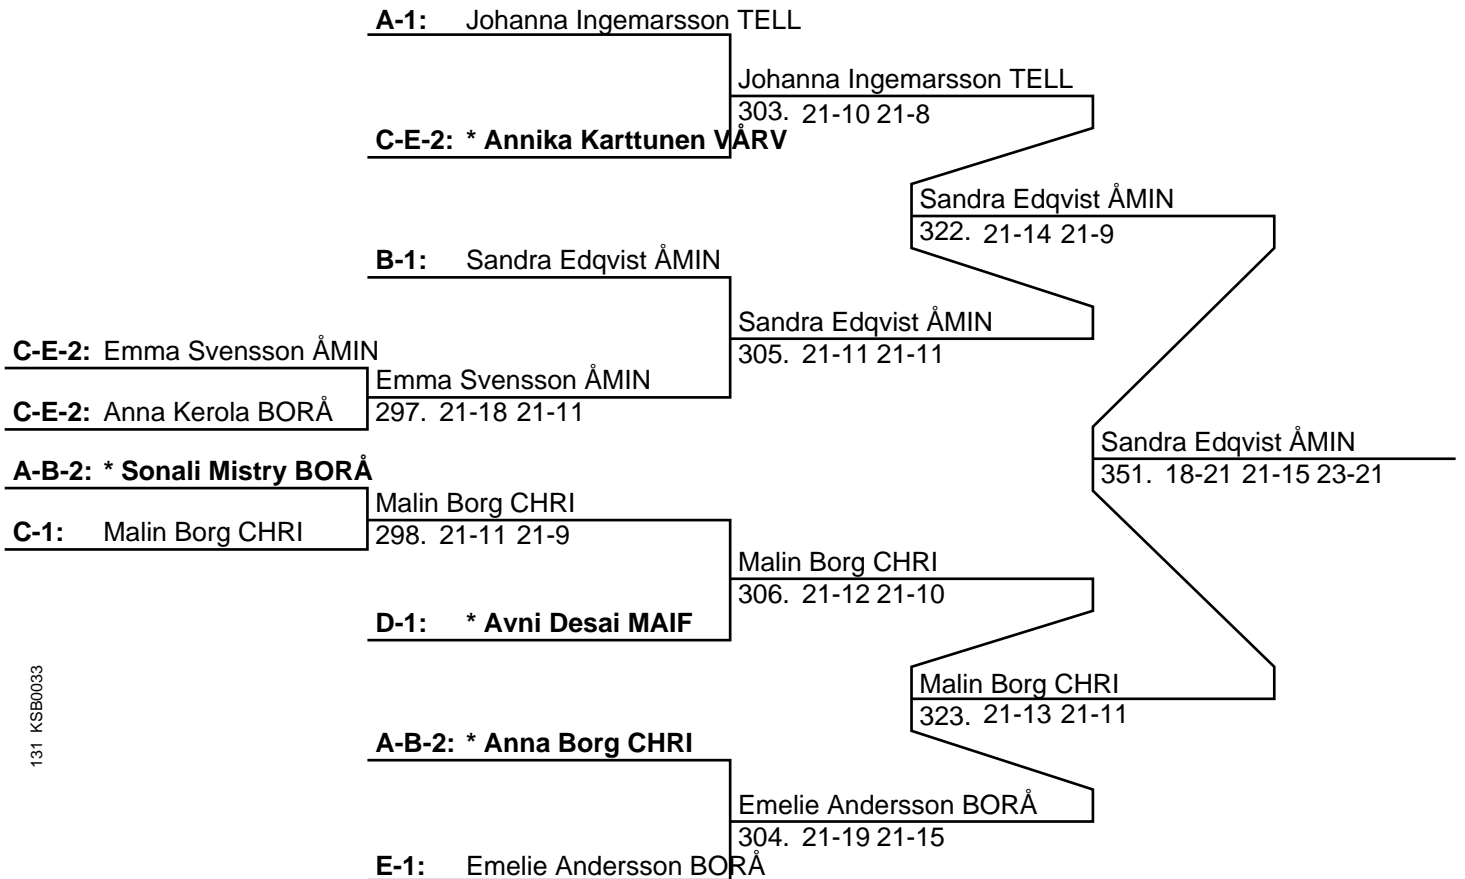 A-1: Johanna Ingemarsson TELL
Johanna Ingemarsson TELL
303. 21-10 21-8
C-E-2: * Annika Karttunen VÅRV
Sandra Edqvist ÅMIN
322. 21-14 21-9
B-1: Sandra Edqvist ÅMIN
Sandra Edqvist ÅMIN
305. 21-11 21-11
C-E-2: Emma Svensson ÅMIN
Emma Svensson ÅMIN
297. 21-18 21-11
C-E-2: Anna Kerola BORÅ
Sandra Edqvist ÅMIN
351. 18-21 21-15 23-21
A-B-2: * Sonali Mistry BORÅ
Malin Borg CHRI
298. 21-11 21-9
C-1: Malin Borg CHRI
Malin Borg CHRI
306. 21-12 21-10
D-1: * Avni Desai MAIF
Malin Borg CHRI
323. 21-13 21-11
131 KSB0033
A-B-2: * Anna Borg CHRI
Emelie Andersson BORÅ
304. 21-19 21-15
E-1: Emelie Andersson BORÅ